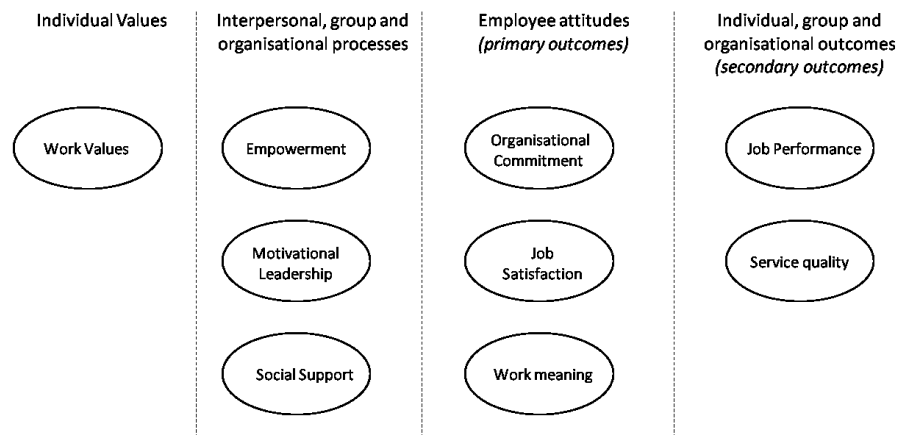 Individual Values
Interpersonal, group and
organisational processes
Employee attitudes
(primary outcomes)
Individual, group and
organisational outcomes
(secondary outcomes)
Work Values
Empowerment
Motivational
Leadership
Social Support
Organisational
Commitment
Job
Satisfaction
Work meaning
Job Performance
Service quality